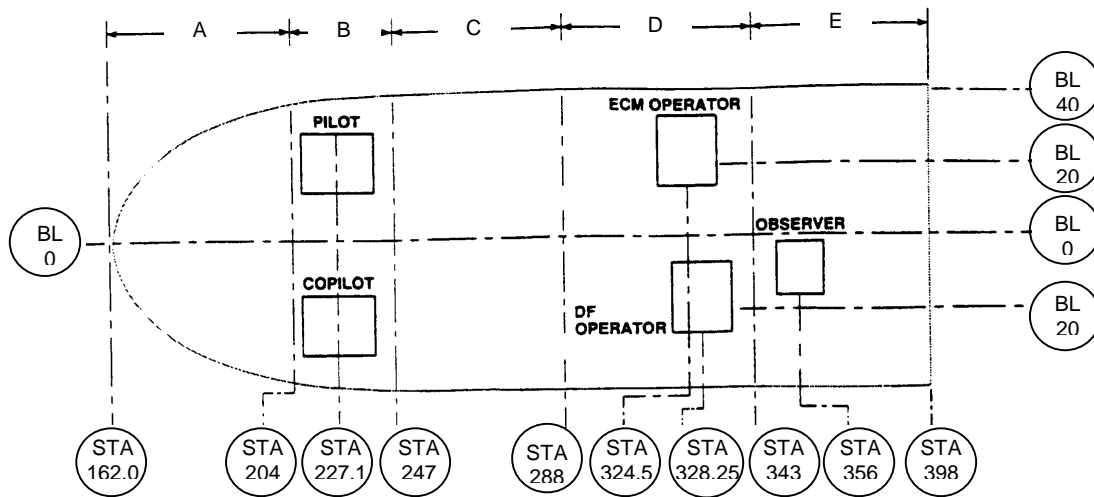 A B C D E
BL
40
PILOT
ECM OPERATOR
BL
20
BL
0
OBSERVER
BL
0
COPILOT
DF
OPERATOR
BL
20
STA
162.0
STA
204
STA
227.1
STA
247
STA
288
STA
324.5
STA
328.25
STA
343
STA
356
STA
398